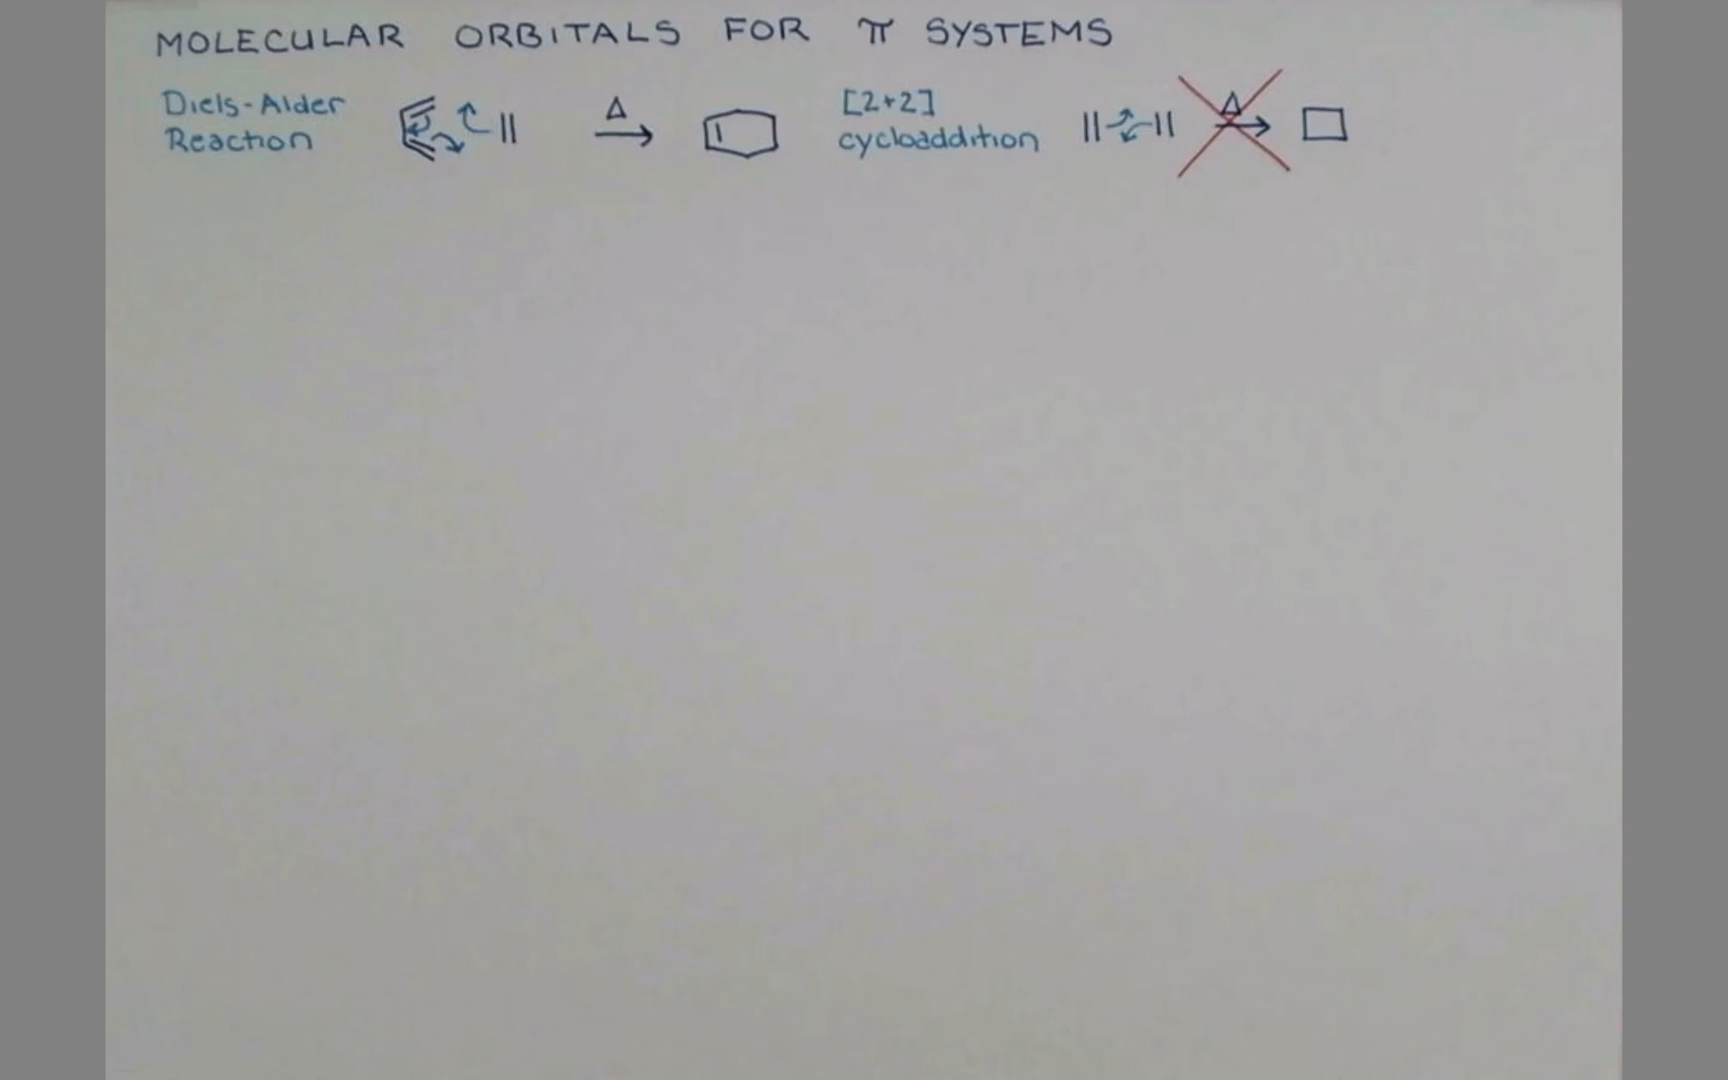 MOLECULAR ORBITALS FOR π SYSTEMS
Diels-Alder
Reaction
Δ
[2+2]
cycloaddition
Δ